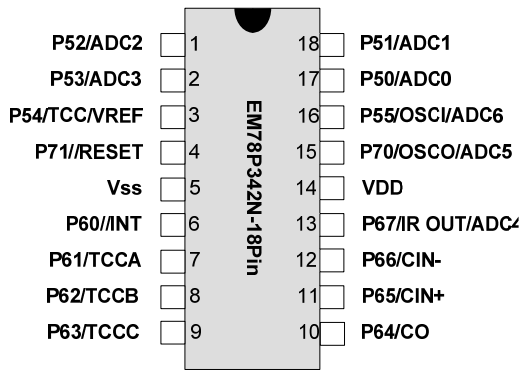 P52/ADC2 1 18 P51/ADC1
P53/ADC3 2 17 P50/ADC0
P54/TCC/VREF 3 16 P55/OSCI/ADC6
P71//RESET 4 15 P70/OSCO/ADC5
Vss 5 14 VDD
P60//INT 6 13 P67/IR OUT/ADC4
P61/TCCA 7 12 P66/CIN-
P62/TCCB 8 11 P65/CIN+
P63/TCCC 9 10 P64/CO
EM78P342N-18Pin